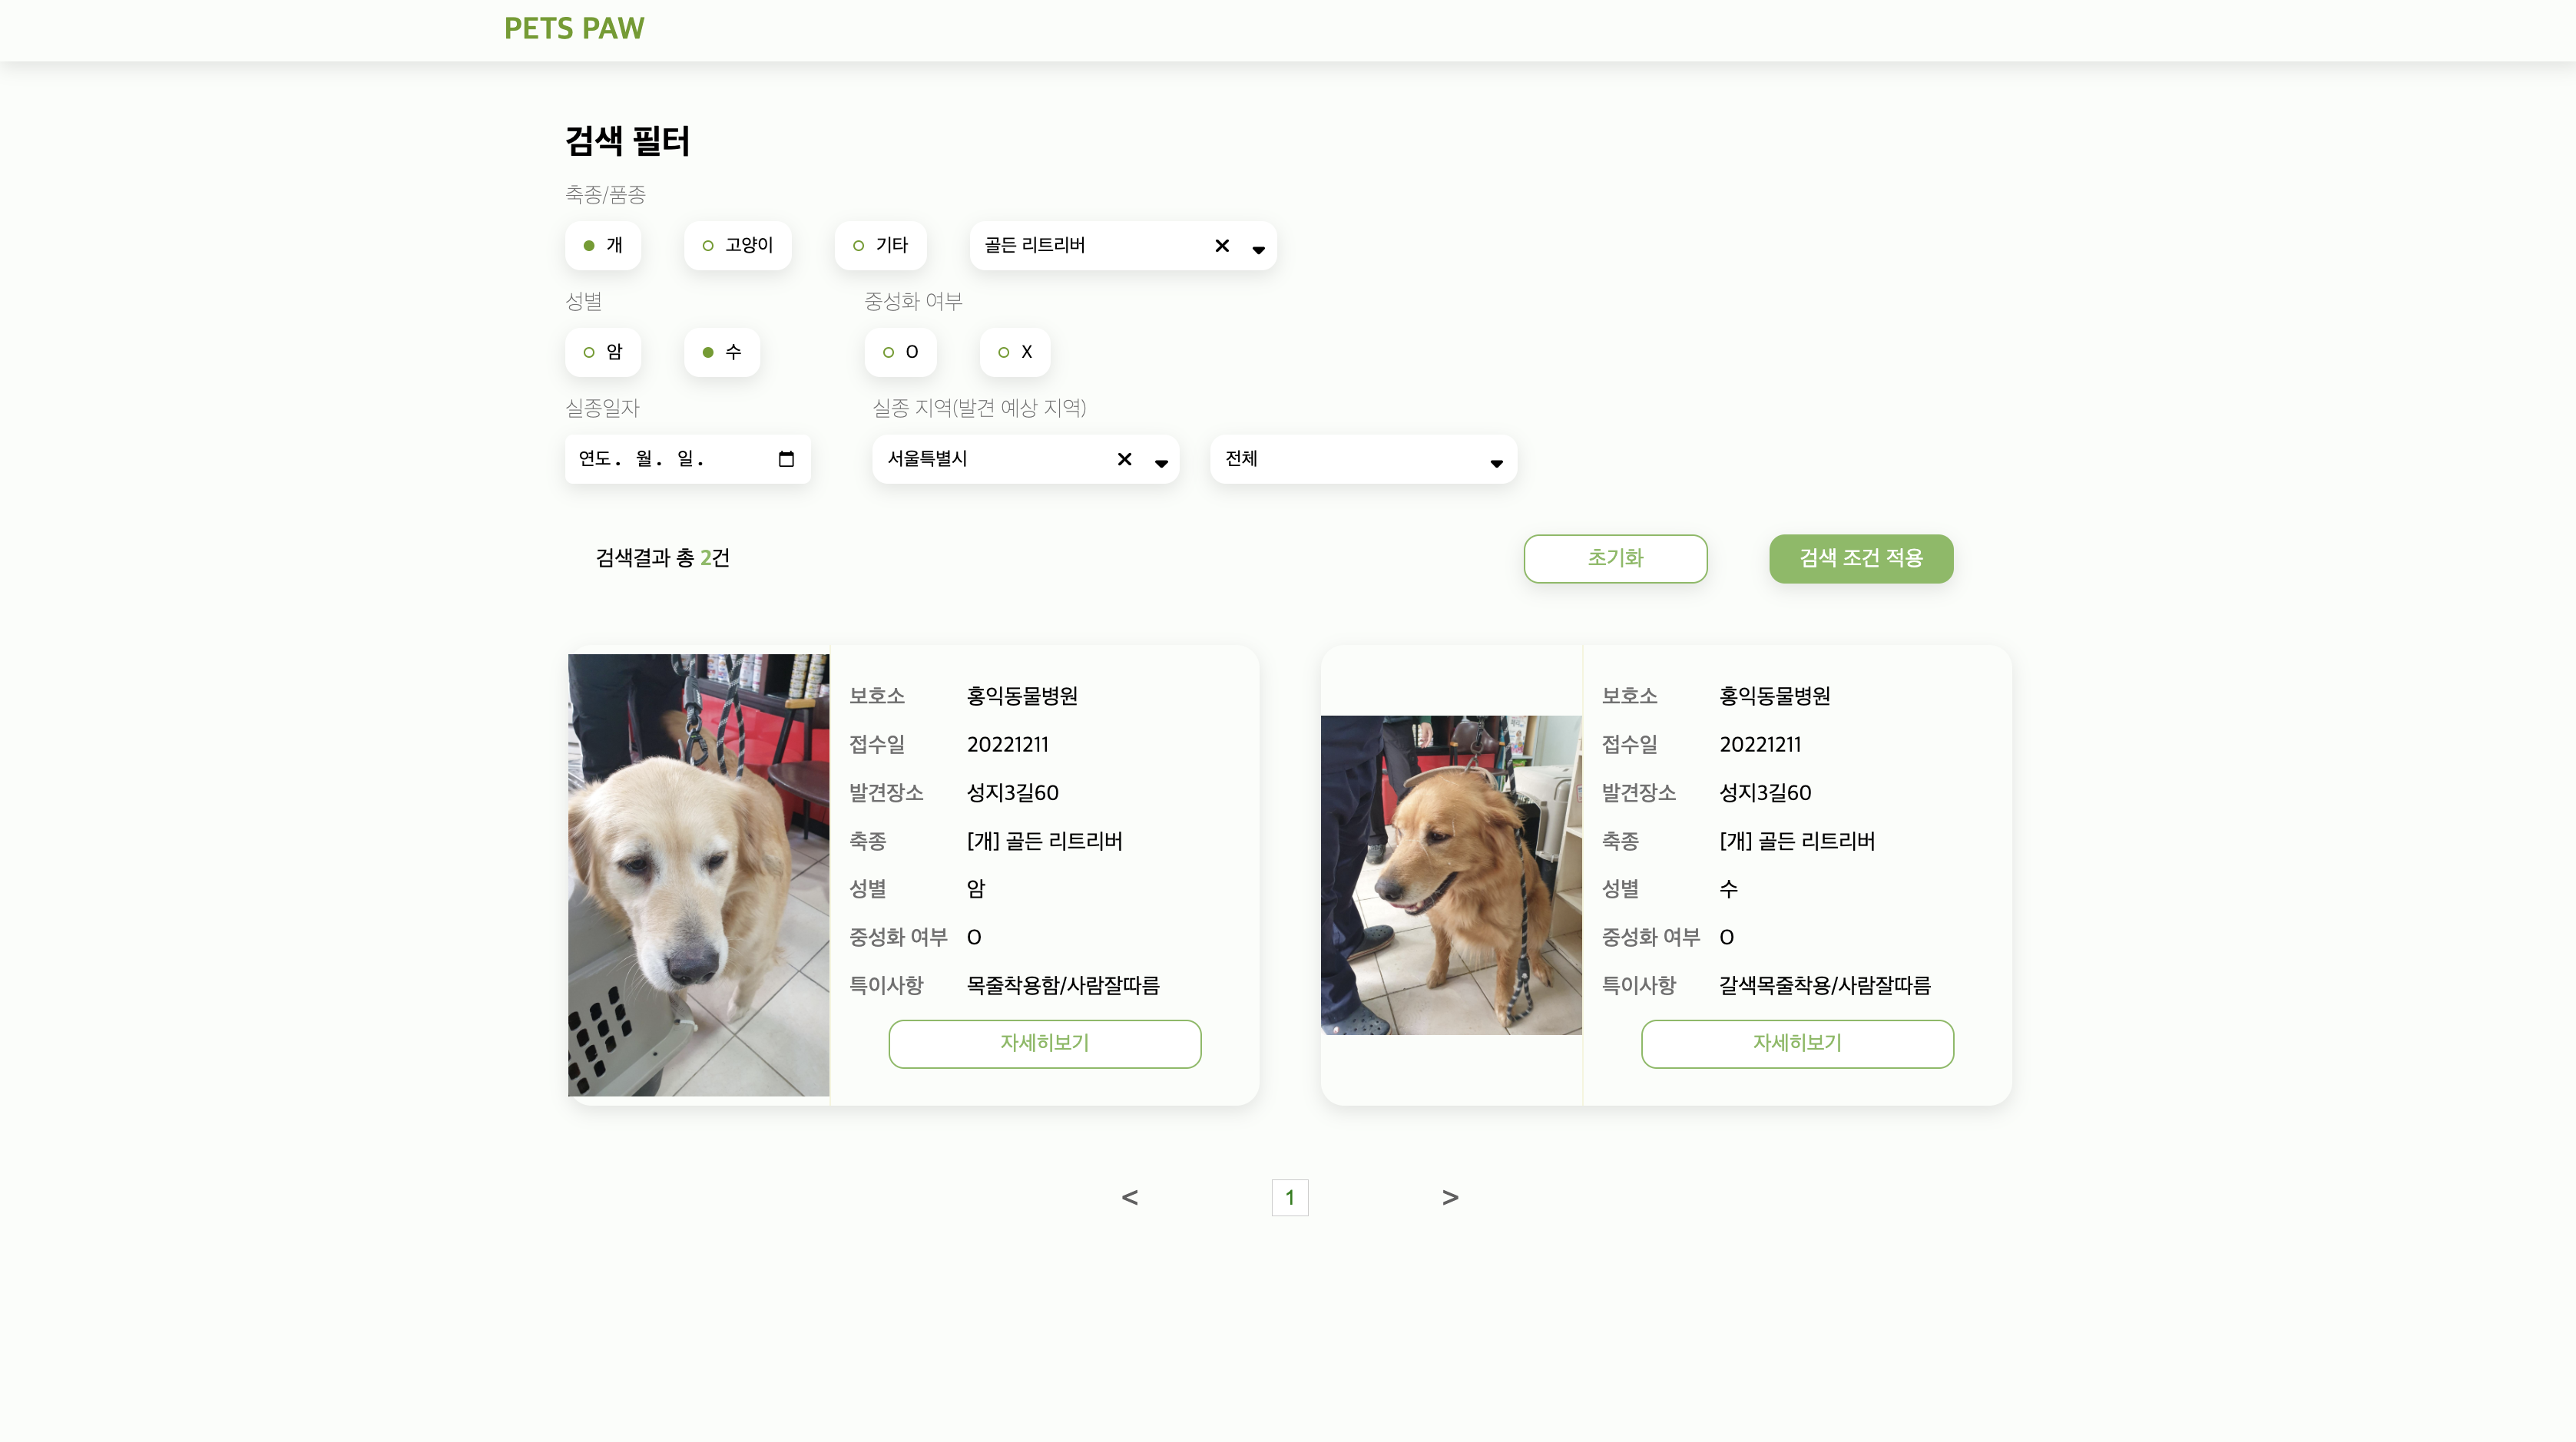 PETS PAW
검색 필터
축종/품종
개 고양이 기타 골든 리트리버
성별 중성화 여부
암 수 O X
실종일자 실종 지역(발견 예상 지역)
연도. 월. 일. 서울특별시 전체
검색결과 총 2건 초기화 검색 조건 적용
보호소 홍익동물병원
접수일 20221211
발견장소 성지3길60
축종 [개] 골든 리트리버
성별 암
중성화 여부 O
특이사항 목줄착용함/사람잘따름
자세히보기
보호소 홍익동물병원
접수일 20221211
발견장소 성지3길60
축종 [개] 골든 리트리버
성별 수
중성화 여부 O
특이사항 갈색목줄착용/사람잘따름
자세히보기
< 1 >